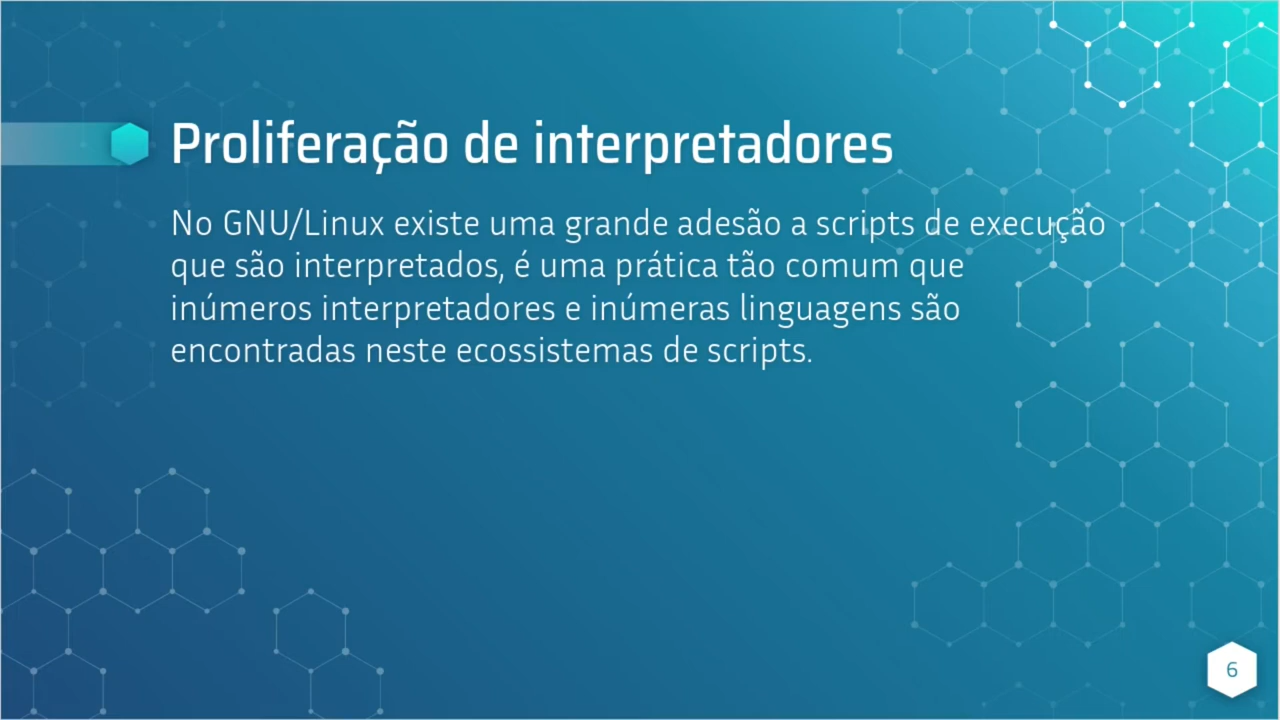 Proliferação de interpretadores
No GNU/Linux existe uma grande adesão a scripts de execução
que são interpretados, é uma prática tão comum que
inúmeros interpretadores e inúmeras linguagens são
encontradas neste ecossistemas de scripts.
6